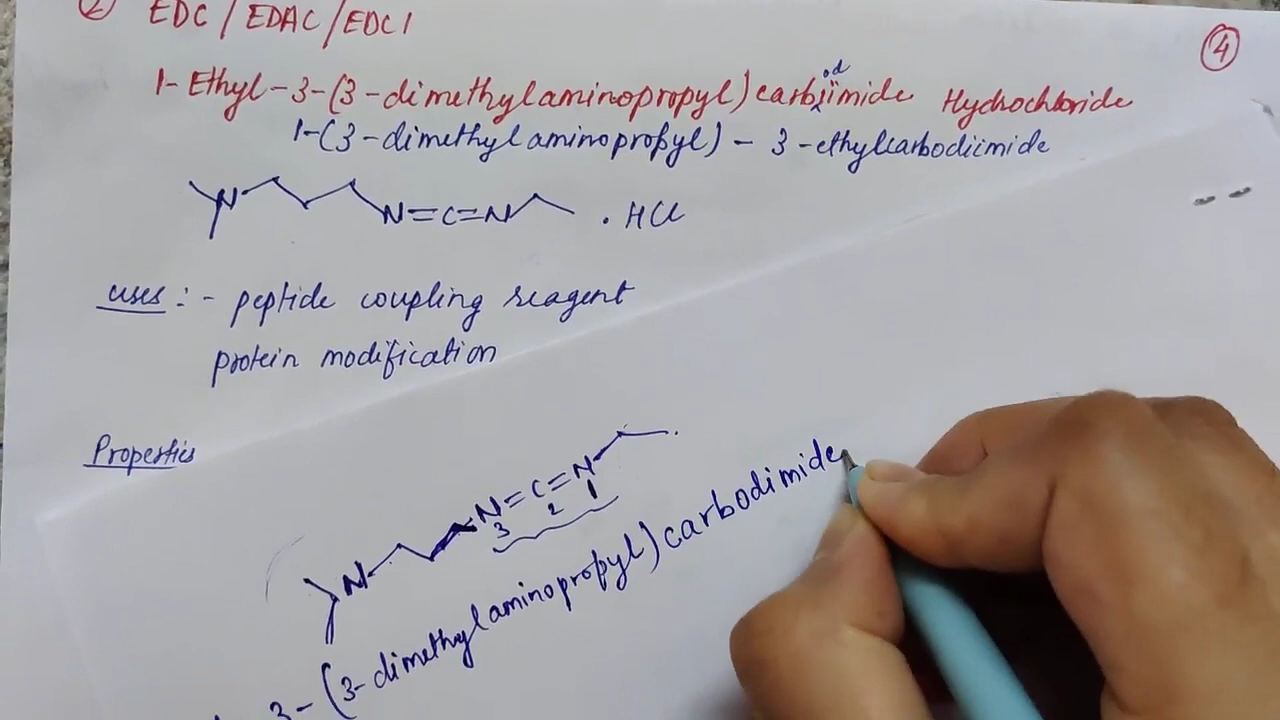 ② EDC / EDAC / EDCI
④
od
1-Ethyl-3-(3-dimethylaminopropyl) carbiimide Hydrochloride
1-(3-dimethylaminopropyl) - 3-ethylcarbodiimide
N=C=N . HCl
N
uses :- peptide coupling reagent
protein modification
Properties
N=C=N
3 2 1
N
3-(3-dimethylaminopropyl) carbodimide